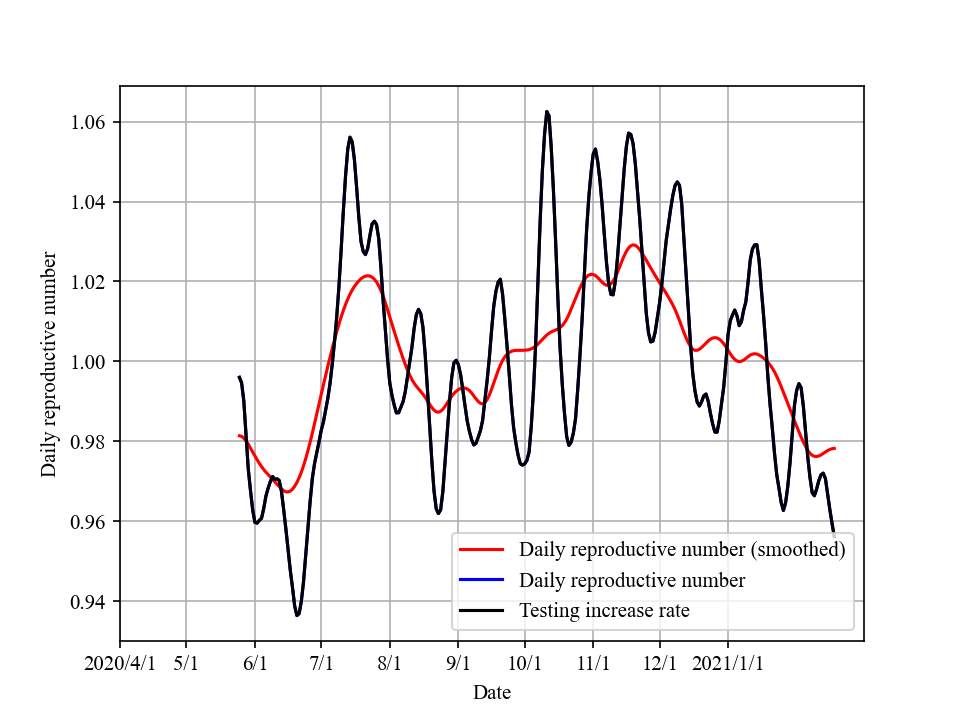 1.06
1.04
1.02
1.00
0.98
0.96
0.94
Daily reproductive number
Daily reproductive number (smoothed)
Daily reproductive number
Testing increase rate
2020/4/1 5/1 6/1 7/1 8/1 9/1 10/1 11/1 12/1 2021/1/1
Date